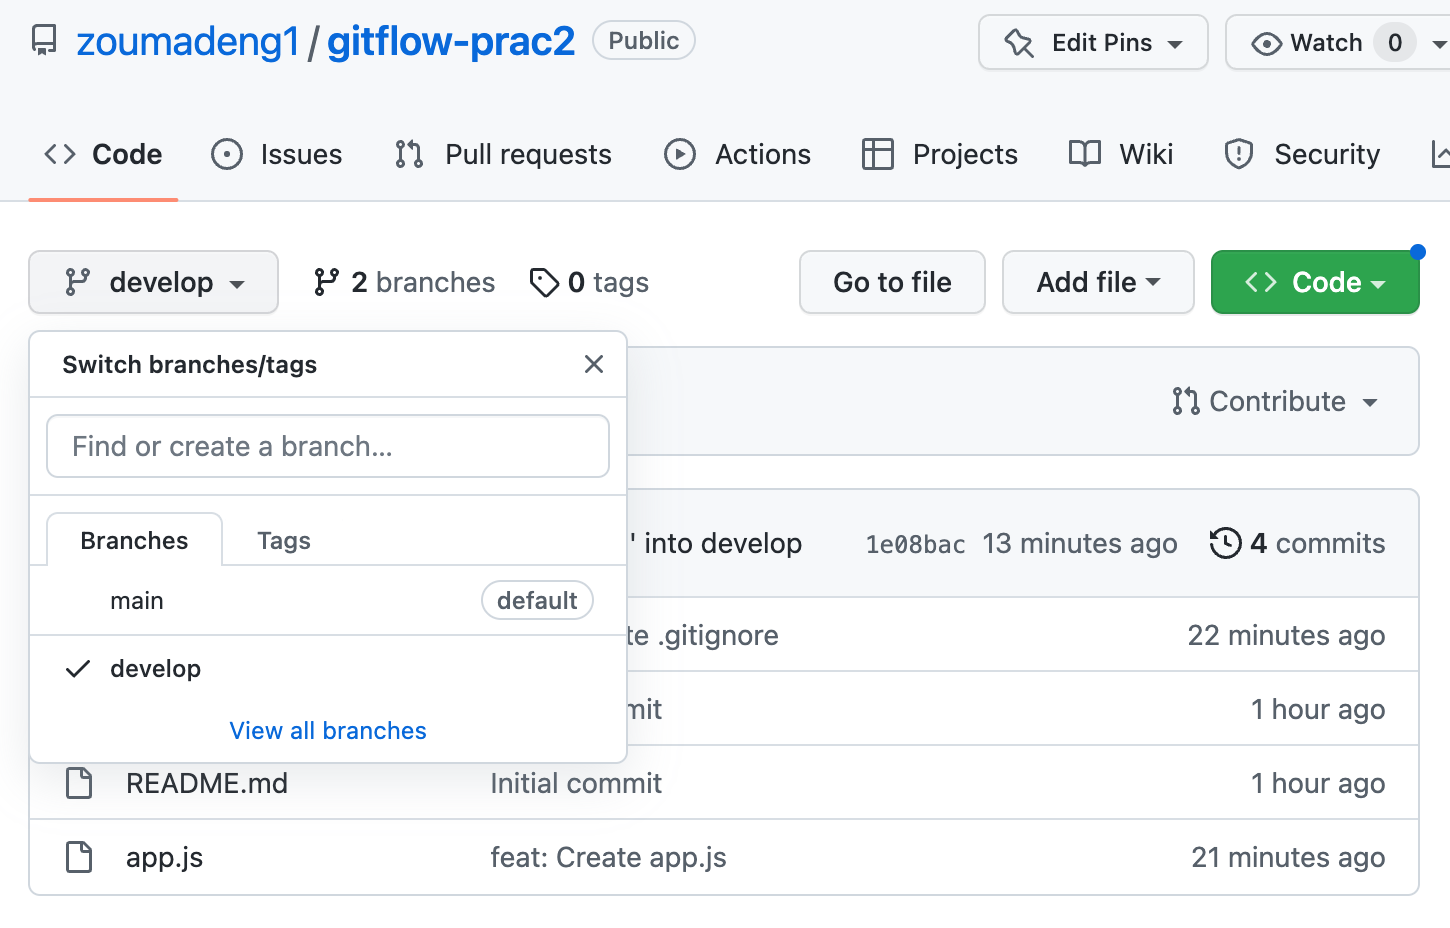 zoumadeng1 / gitflow-prac2 Public Edit Pins Watch 0
Code Issues Pull requests Actions Projects Wiki Security
develop 2 branches 0 tags Go to file Add file Code
Switch branches/tags
Contribute
Find or create a branch...
Branches Tags
' into develop 1e08bac 13 minutes ago 4 commits
main default
.gitignore 22 minutes ago
develop
1 hour ago
View all branches
README.md Initial commit 1 hour ago
app.js feat: Create app.js 21 minutes ago